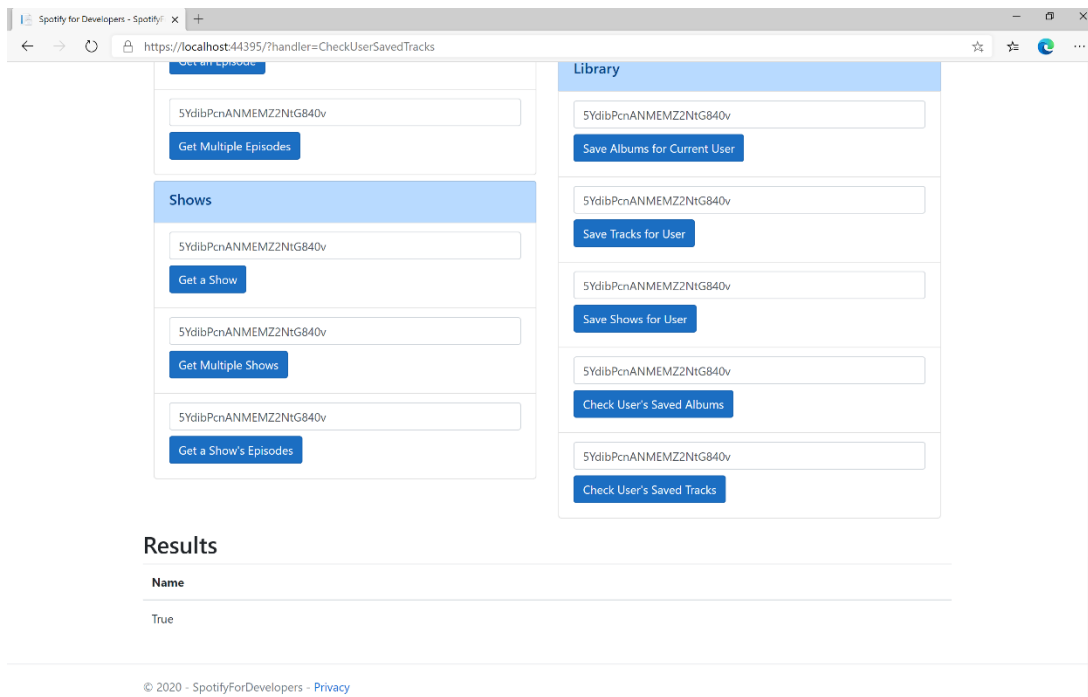 Spotify for Developers - Spotify
https://localhost:44395/?handler=CheckUserSavedTracks
Get an Episode
5YdibPcnANMEMZ2NtG840v
Get Multiple Episodes
Shows
5YdibPcnANMEMZ2NtG840v
Get a Show
5YdibPcnANMEMZ2NtG840v
Get Multiple Shows
5YdibPcnANMEMZ2NtG840v
Get a Show's Episodes
Library
5YdibPcnANMEMZ2NtG840v
Save Albums for Current User
5YdibPcnANMEMZ2NtG840v
Save Tracks for User
5YdibPcnANMEMZ2NtG840v
Save Shows for User
5YdibPcnANMEMZ2NtG840v
Check User's Saved Albums
5YdibPcnANMEMZ2NtG840v
Check User's Saved Tracks
Results
Name
True
© 2020 - SpotifyForDevelopers - Privacy